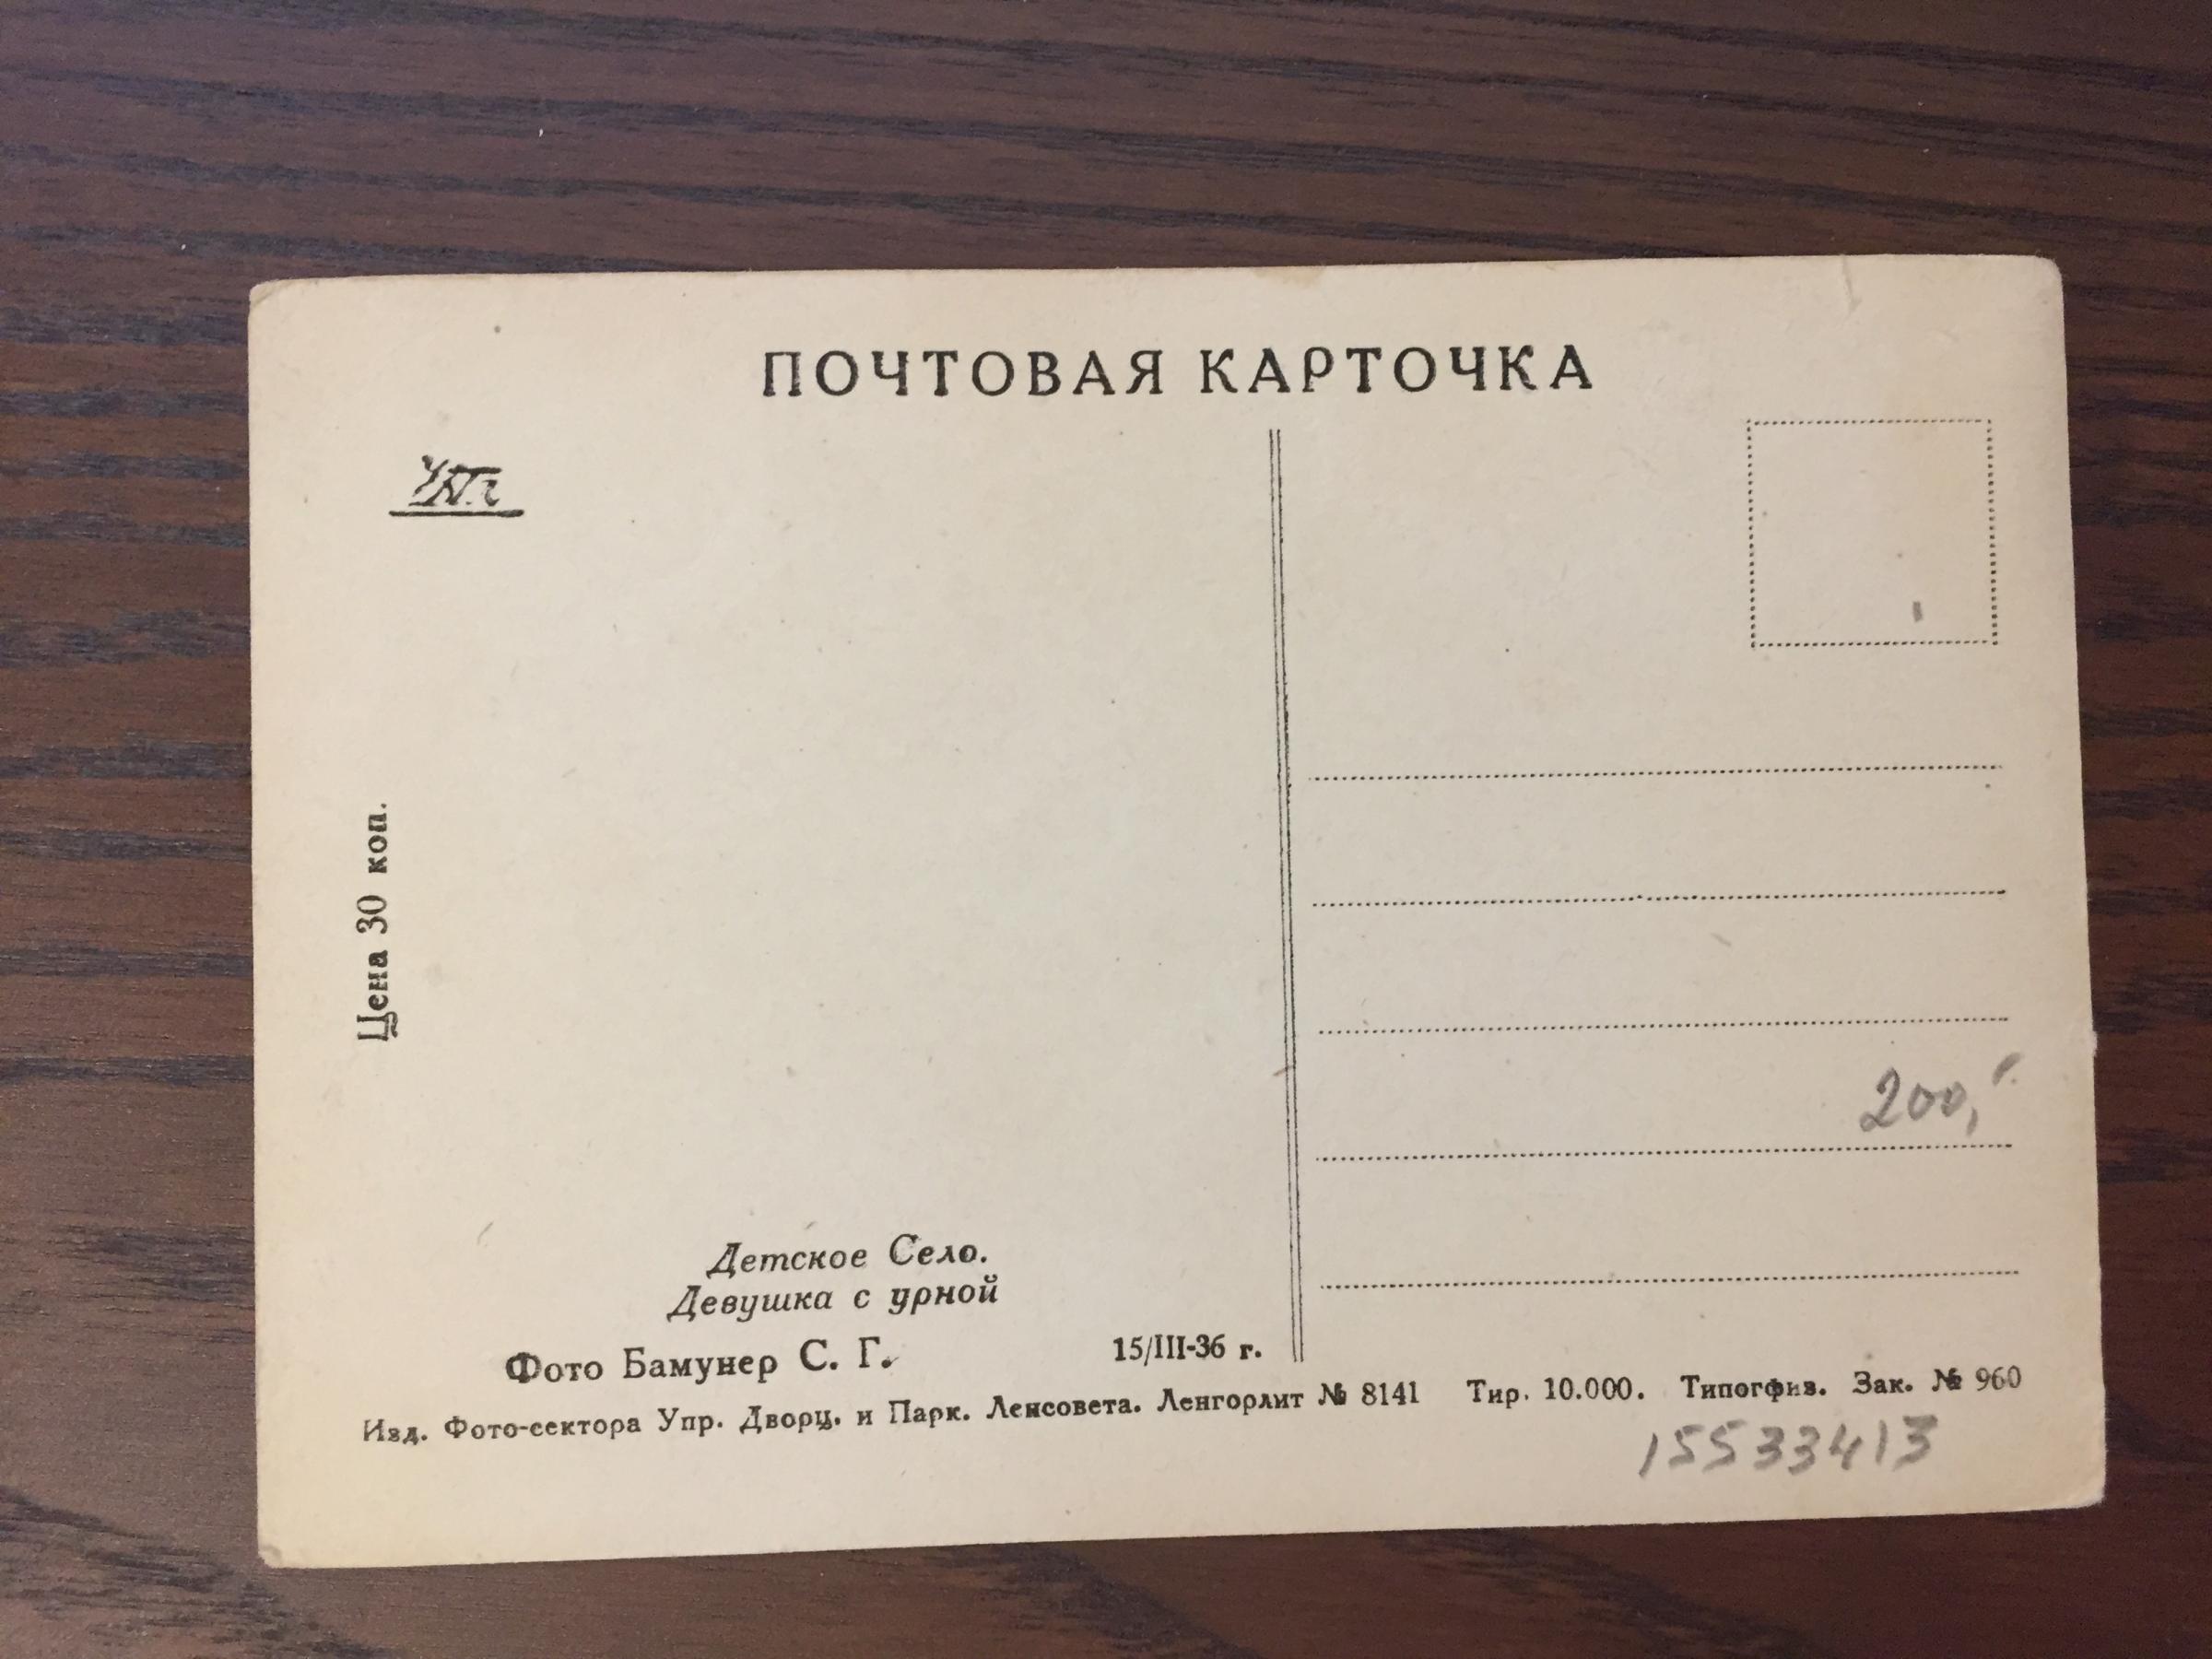 ПОЧТОВАЯ КАРТОЧКА
Цена 30 коп.
200,-
Детское Село.
Девушка с урной
Фото Бамунер С. Г.
15/III-36 г.
Изд. Фото-сектора Упр. Дворц. и Парк. Ленсовета. Ленгорлит № 8141 Тир. 10.000. Типогфиз. Зак. № 960
15533413